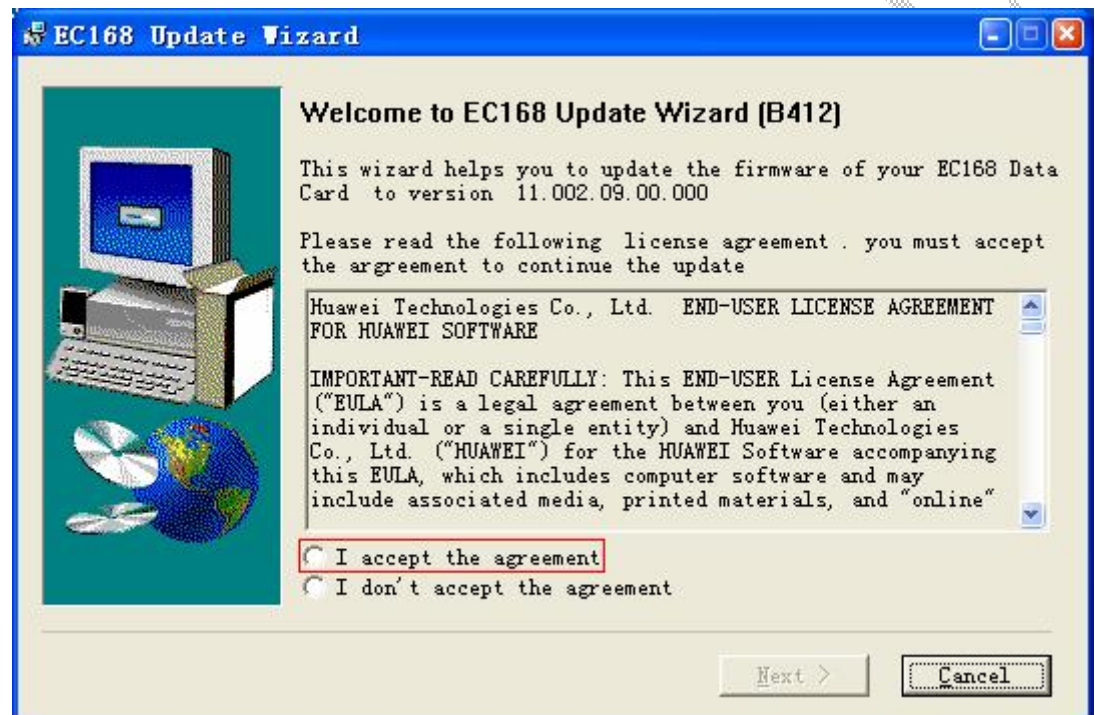 EC168 Update Wizard
Welcome to EC168 Update Wizard (B412)
This wizard helps you to update the firmware of your EC168 Data
Card to version 11.002.09.00.000
Please read the following license agreement . you must accept
the argreement to continue the update
Huawei Technologies Co., Ltd. END-USER LICENSE AGREEMENT
FOR HUAWEI SOFTWARE
IMPORTANT-READ CAREFULLY: This END-USER License Agreement
("EULA") is a legal agreement between you (either an
individual or a single entity) and Huawei Technologies
Co., Ltd. ("HUAWEI") for the HUAWEI Software accompanying
this EULA, which includes computer software and may
include associated media, printed materials, and "online"
I accept the agreement
I don't accept the agreement
Next >
Cancel